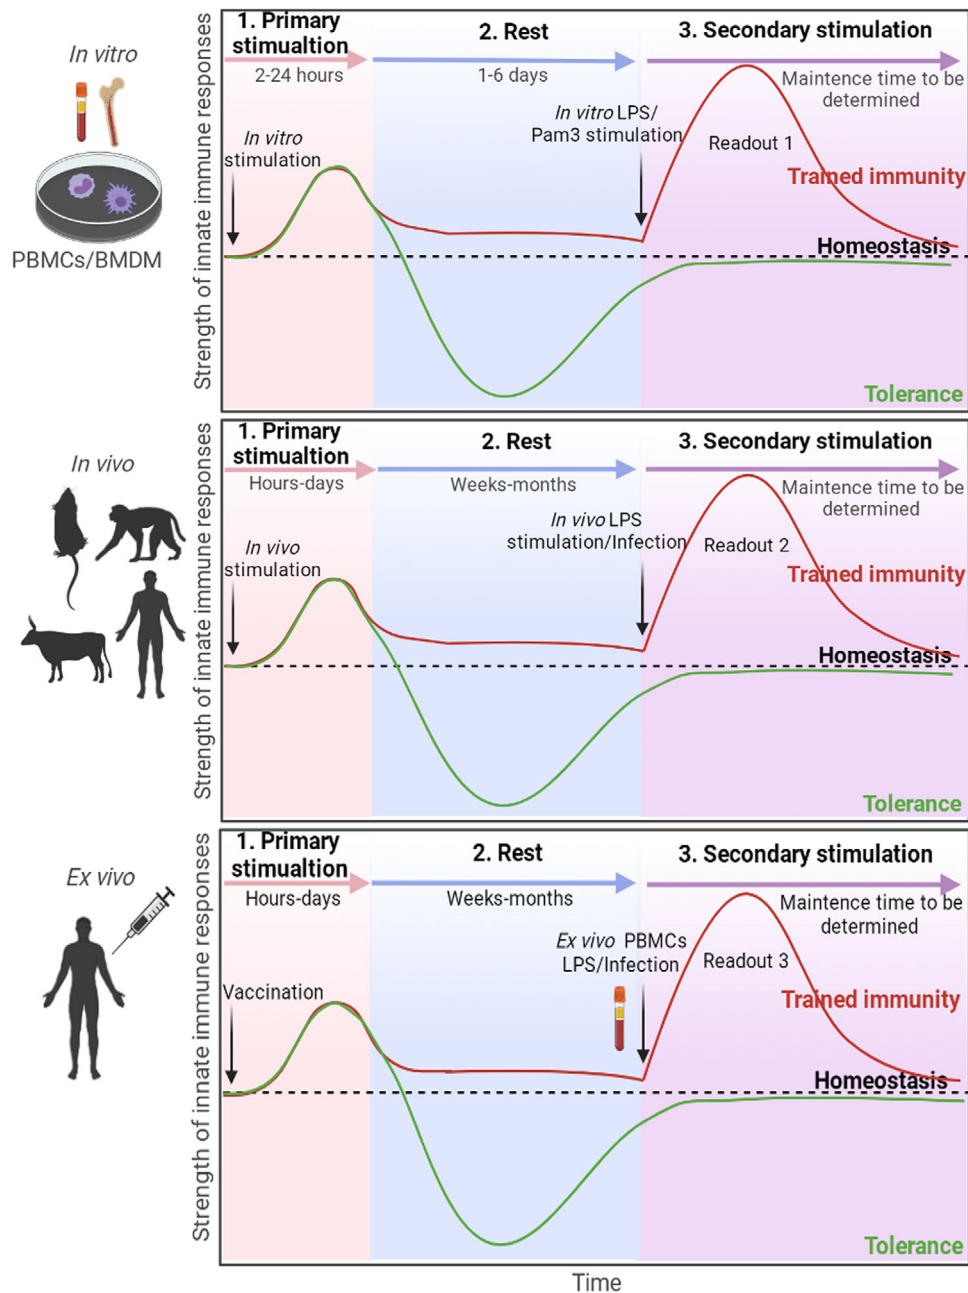 In vitro
PBMCs/BMDM
Strength of innate immune responses
1. Primary
stimualtion
2-24 hours
2. Rest
1-6 days
3. Secondary stimulation
Maintence time to be
determined
In vitro
stimulation
In vitro LPS/
Pam3 stimulation
Readout 1
Trained immunity
Homeostasis
Tolerance
In vivo
Strength of innate immune responses
1. Primary
stimualtion
Hours-days
2. Rest
Weeks-months
3. Secondary stimulation
Maintence time to be
determined
In vivo
stimulation
In vivo LPS
stimulation/Infection
Readout 2
Trained immunity
Homeostasis
Tolerance
Ex vivo
Strength of innate immune responses
1. Primary
stimualtion
Hours-days
2. Rest
Weeks-months
3. Secondary stimulation
Maintence time to be
determined
Vaccination
Ex vivo PBMCs
LPS/Infection
Readout 3
Trained immunity
Homeostasis
Tolerance
Time